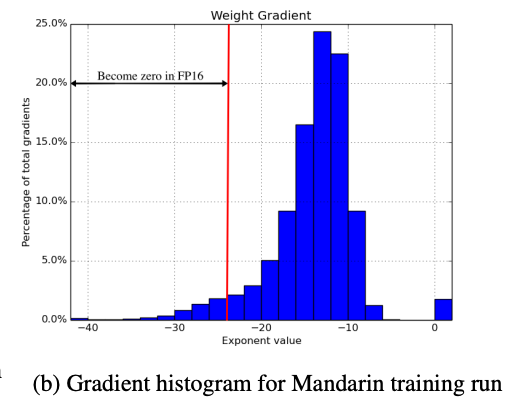 Weight Gradient
25.0%
Become zero in FP16
20.0%
15.0%
10.0%
5.0%
0.0%
Percentage of total gradients
−40 −30 −20 −10 0
Exponent value
(b) Gradient histogram for Mandarin training run